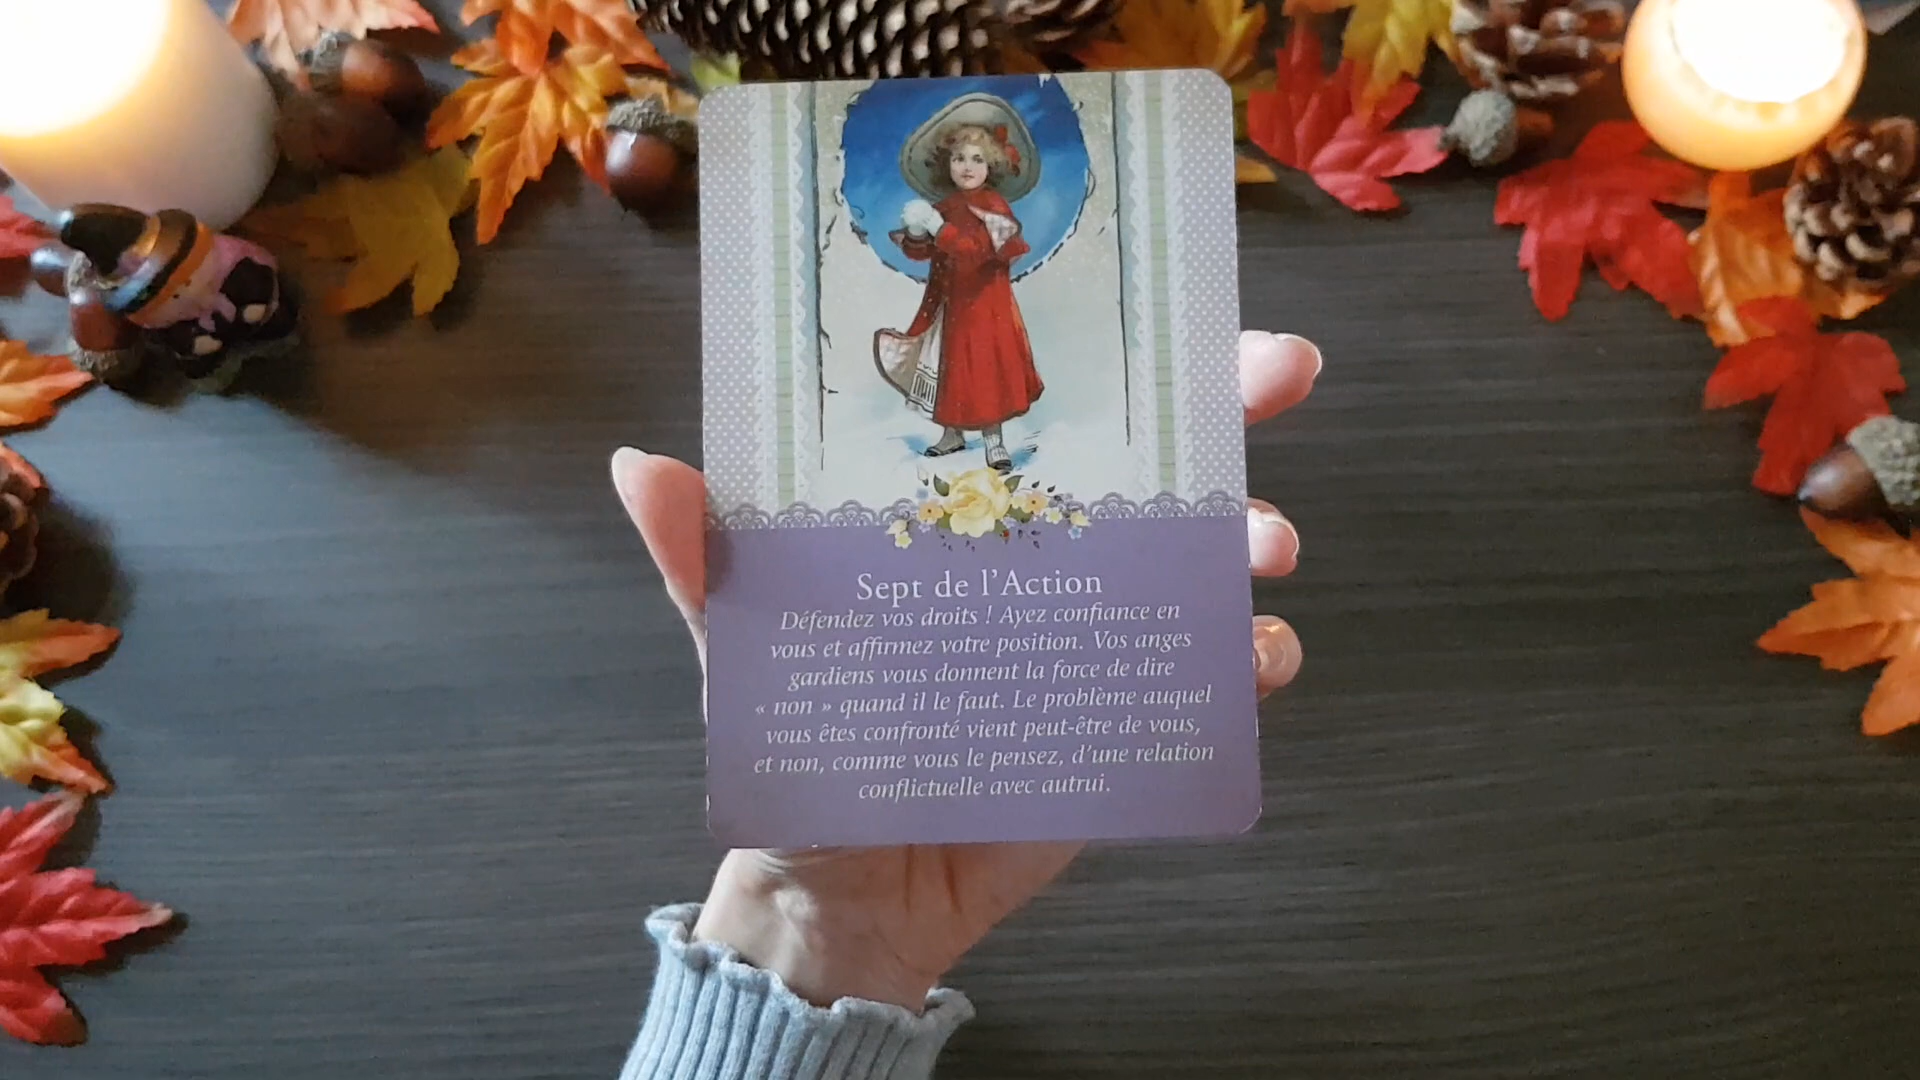 Sept de l'Action
Défendez vos droits ! Ayez confiance en
vous et affirmez votre position. Vos anges
gardiens vous donnent la force de dire
« non » quand il le faut. Le problème auquel
vous êtes confronté vient peut-être de vous,
et non, comme vous le pensez, d'une relation
conflictuelle avec autrui.